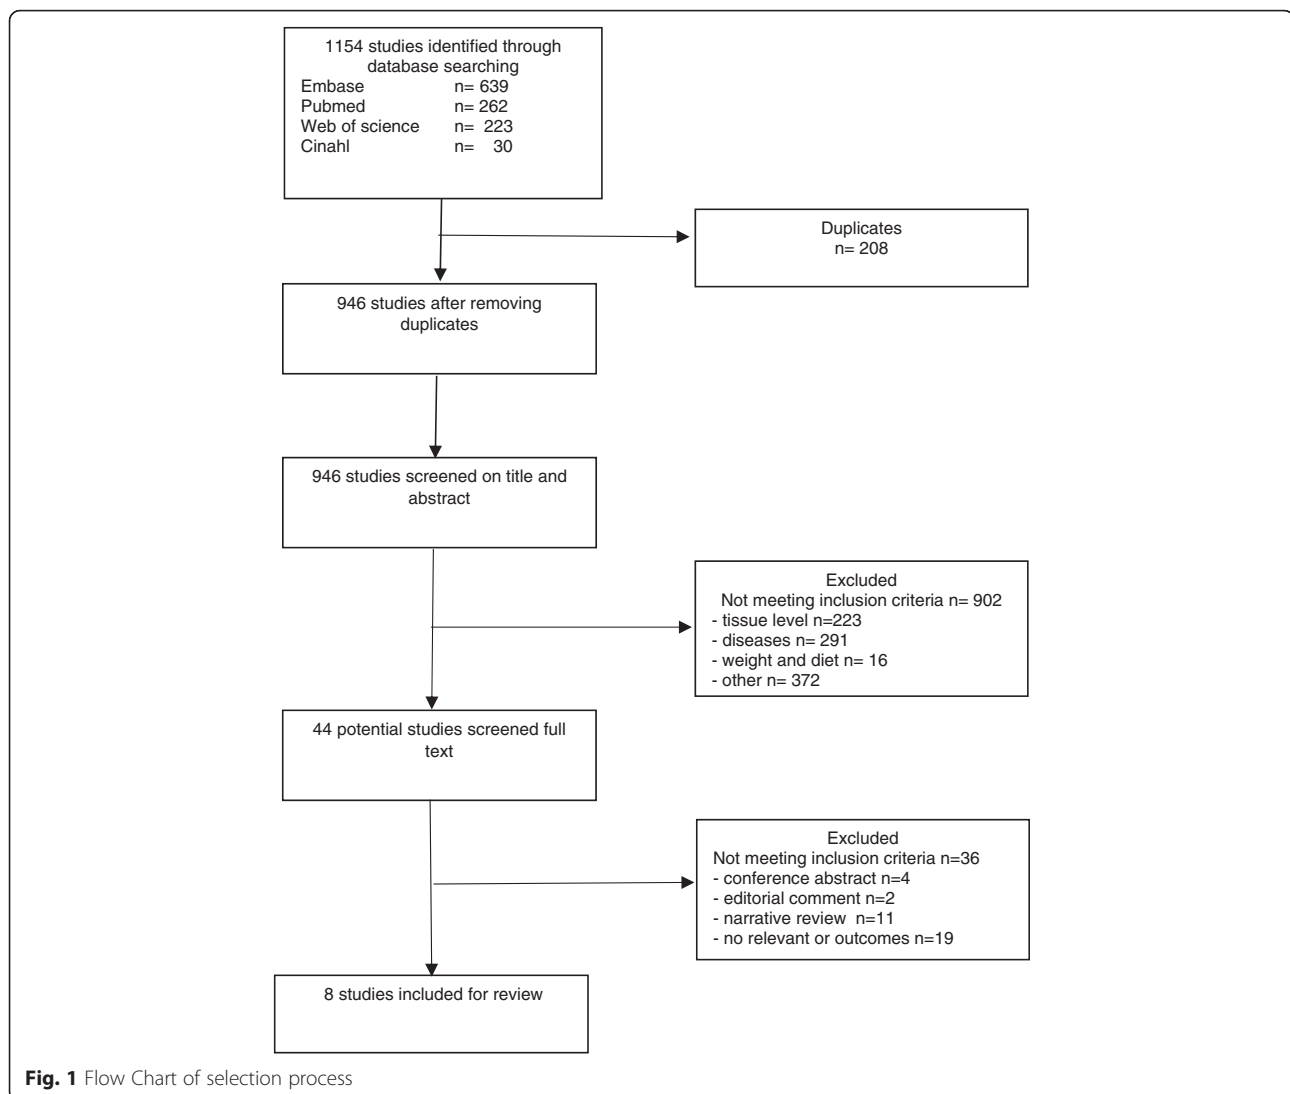 1154 studies identified through
database searching
Embase n= 639
Pubmed n= 262
Web of science n= 223
Cinahl n= 30
Duplicates
n= 208
946 studies after removing
duplicates
946 studies screened on title and
abstract
Excluded
Not meeting inclusion criteria n= 902
- tissue level n=223
- diseases n= 291
- weight and diet n= 16
- other n= 372
44 potential studies screened full
text
Excluded
Not meeting inclusion criteria n=36
- conference abstract n=4
- editorial comment n=2
- narrative review n=11
- no relevant or outcomes n=19
8 studies included for review
Fig. 1 Flow Chart of selection process